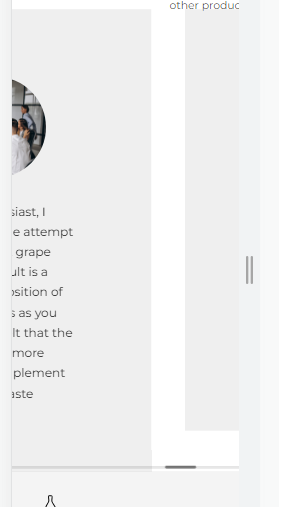 other produc
siast, I
e attempt
grape
ult is a
osition of
s as you
lt that the
more
plement
aste